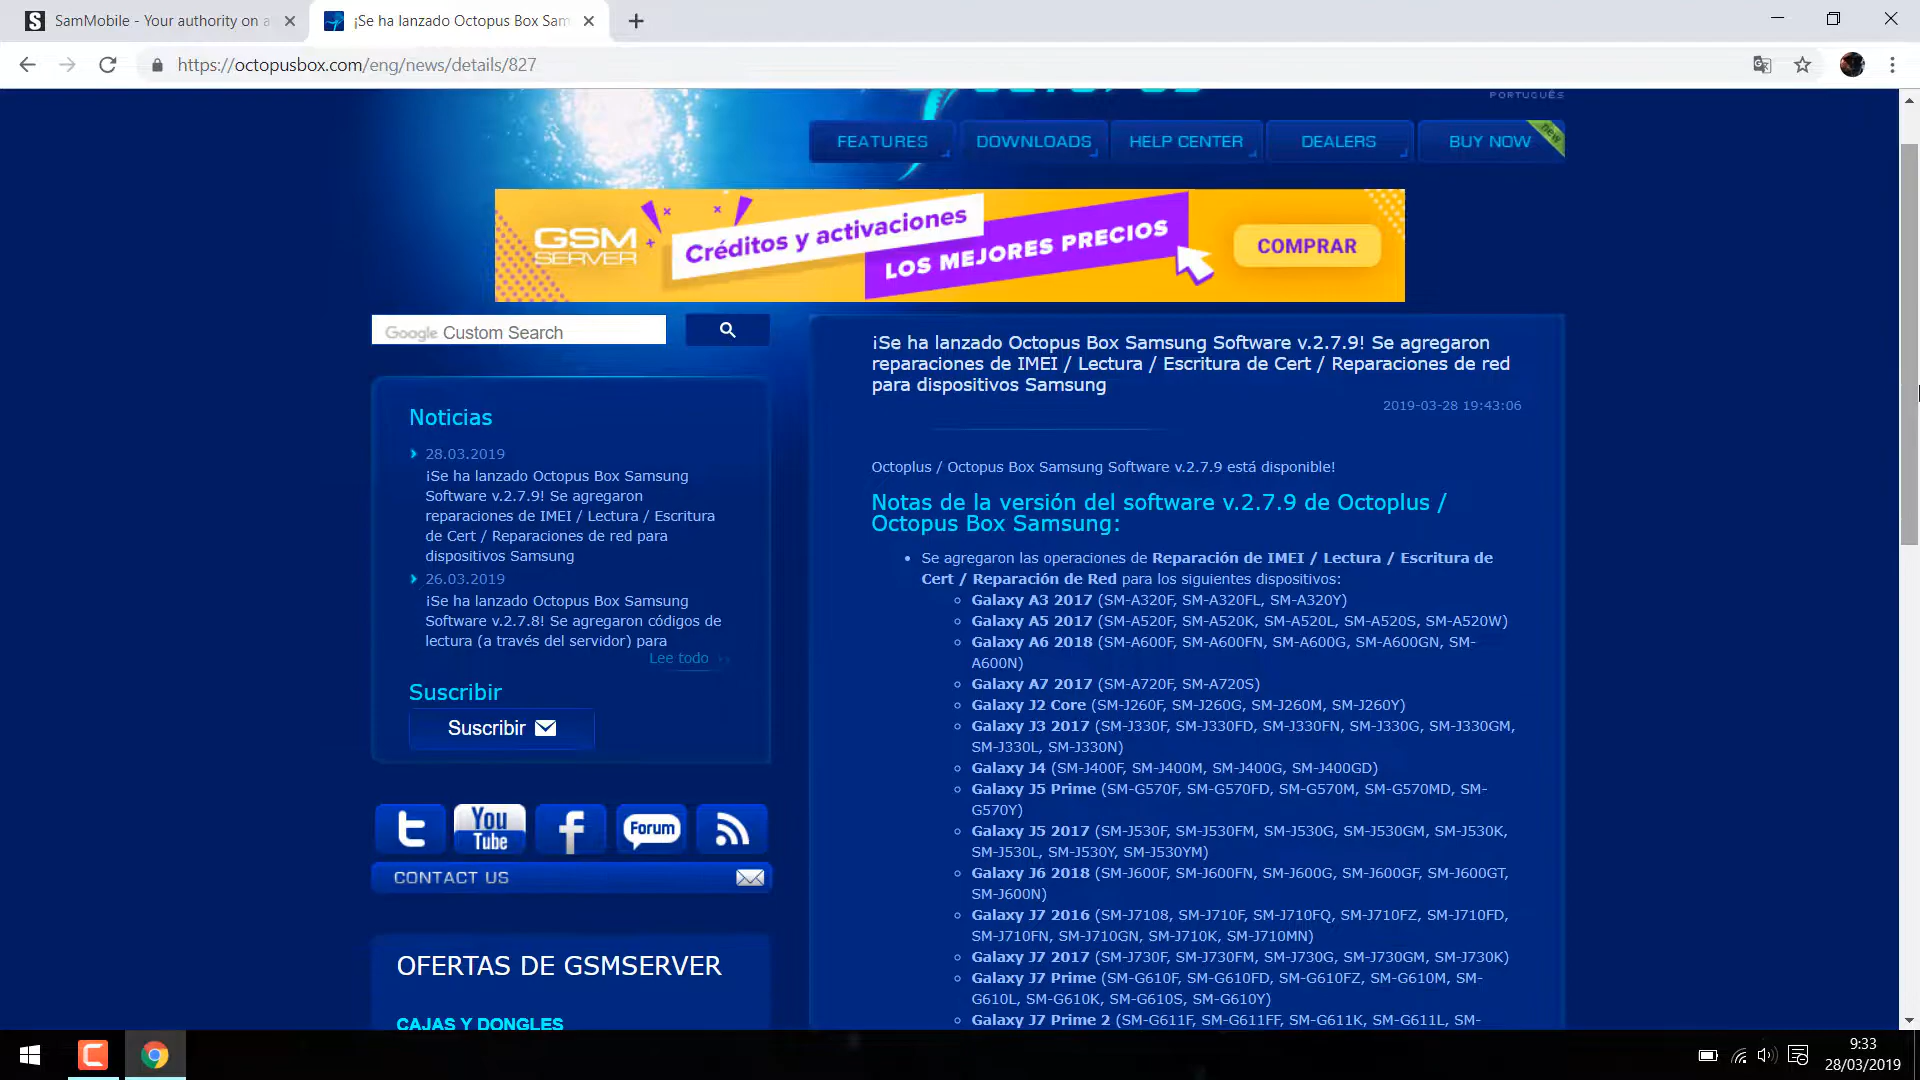 SamMobile - Your authority on a
¡Se ha lanzado Octopus Box Sam
https://octopusbox.com/eng/news/details/827
PORTUGUÊS
FEATURES
DOWNLOADS
HELP CENTER
DEALERS
BUY NOW
new
GSM
SERVER
Créditos y activaciones
LOS MEJORES PRECIOS
COMPRAR
Google Custom Search
Noticias
28.03.2019
¡Se ha lanzado Octopus Box Samsung
Software v.2.7.9! Se agregaron
reparaciones de IMEI / Lectura / Escritura
de Cert / Reparaciones de red para
dispositivos Samsung
26.03.2019
¡Se ha lanzado Octopus Box Samsung
Software v.2.7.8! Se agregaron códigos de
lectura (a través del servidor) para
Lee todo
Suscribir
Suscribir
You
Tube
Forum
CONTACT US
OFERTAS DE GSMSERVER
CAJAS Y DONGLES
¡Se ha lanzado Octopus Box Samsung Software v.2.7.9! Se agregaron
reparaciones de IMEI / Lectura / Escritura de Cert / Reparaciones de red
para dispositivos Samsung
2019-03-28 19:43:06
Octoplus / Octopus Box Samsung Software v.2.7.9 está disponible!
Notas de la versión del software v.2.7.9 de Octoplus /
Octopus Box Samsung:
Se agregaron las operaciones de Reparación de IMEI / Lectura / Escritura de
Cert / Reparación de Red para los siguientes dispositivos:
Galaxy A3 2017 (SM-A320F, SM-A320FL, SM-A320Y)
Galaxy A5 2017 (SM-A520F, SM-A520K, SM-A520L, SM-A520S, SM-A520W)
Galaxy A6 2018 (SM-A600F, SM-A600FN, SM-A600G, SM-A600GN, SM-
A600N)
Galaxy A7 2017 (SM-A720F, SM-A720S)
Galaxy J2 Core (SM-J260F, SM-J260G, SM-J260M, SM-J260Y)
Galaxy J3 2017 (SM-J330F, SM-J330FD, SM-J330FN, SM-J330G, SM-J330GM,
SM-J330L, SM-J330N)
Galaxy J4 (SM-J400F, SM-J400M, SM-J400G, SM-J400GD)
Galaxy J5 Prime (SM-G570F, SM-G570FD, SM-G570M, SM-G570MD, SM-
G570Y)
Galaxy J5 2017 (SM-J530F, SM-J530FM, SM-J530G, SM-J530GM, SM-J530K,
SM-J530L, SM-J530Y, SM-J530YM)
Galaxy J6 2018 (SM-J600F, SM-J600FN, SM-J600G, SM-J600GF, SM-J600GT,
SM-J600N)
Galaxy J7 2016 (SM-J7108, SM-J710F, SM-J710FQ, SM-J710FZ, SM-J710FD,
SM-J710FN, SM-J710GN, SM-J710K, SM-J710MN)
Galaxy J7 2017 (SM-J730F, SM-J730FM, SM-J730G, SM-J730GM, SM-J730K)
Galaxy J7 Prime (SM-G610F, SM-G610FD, SM-G610FZ, SM-G610M, SM-
G610L, SM-G610K, SM-G610S, SM-G610Y)
Galaxy J7 Prime 2 (SM-G611F, SM-G611FF, SM-G611K, SM-G611L, SM-
9:33
28/03/2019